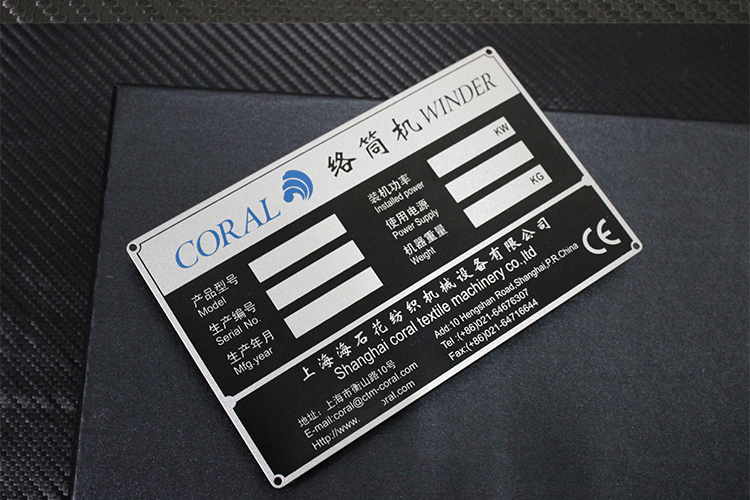 CORAL 络筒机 WINDER
产品型号
Model
生产编号
Serial No.
生产年月
Mfg.year
装机功率 KW
Installed power
使用电源
Power Supply
机器重量 KG
Weight
上海海石花纺织机械设备有限公司
Shanghai coral textile machinery co.,ltd
CE
地址: 上海市衡山路10号
E-mail:coral@ctm-coral.com
Http://www. oral.com
Add:10 Hengshan Road,Shanghai,P.R.China
Tel :(+86)021-64676307
Fax:(+86)021-64716644